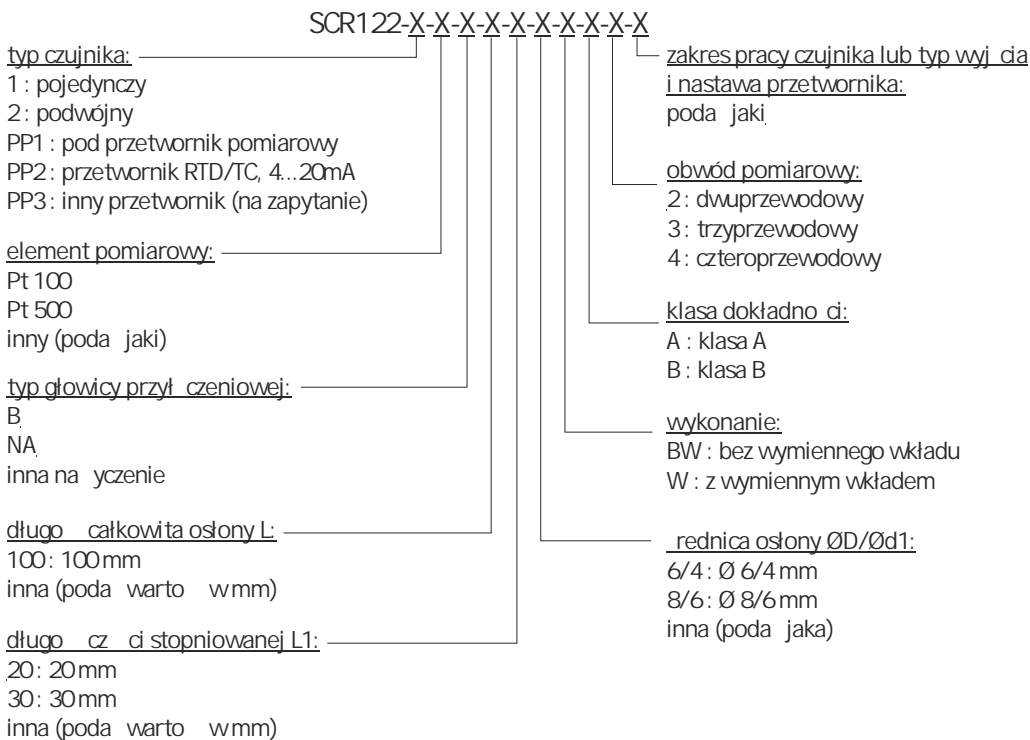 SCR122-X-X-X-X-X-X-X-X-X-X
typ czujnika:
1 : pojedynczy
2 : podwójny
PP1 : pod przetwornik pomiarowy
PP2 : przetwornik RTD/TC, 4...20mA
PP3 : inny przetwornik (na zapytanie)
element pomiarowy:
Pt 100
Pt 500
inny (poda jaki)
typ głowicy przył czeniowej:
B
NA
inna na yczenie
długo całkowita osłony L:
100 : 100 mm
inna (poda warto w mm)
długo cz ci stopniowanej L1:
20 : 20 mm
30 : 30 mm
inna (poda warto w mm)
zakres pracy czujnika lub typ wyj cia
i nastawa przetwornika:
poda jaki
obwód pomiarowy:
2 : dwuprzewodowy
3 : trzyprzewodowy
4 : czteroprzewodowy
klasa dokładno ci:
A : klasa A
B : klasa B
wykonanie:
BW : bez wymiennego wkładu
W : z wymiennym wkładem
rednica osłony ØD/Ød1:
6/4 : Ø 6/4 mm
8/6 : Ø 8/6 mm
inna (poda jaka)